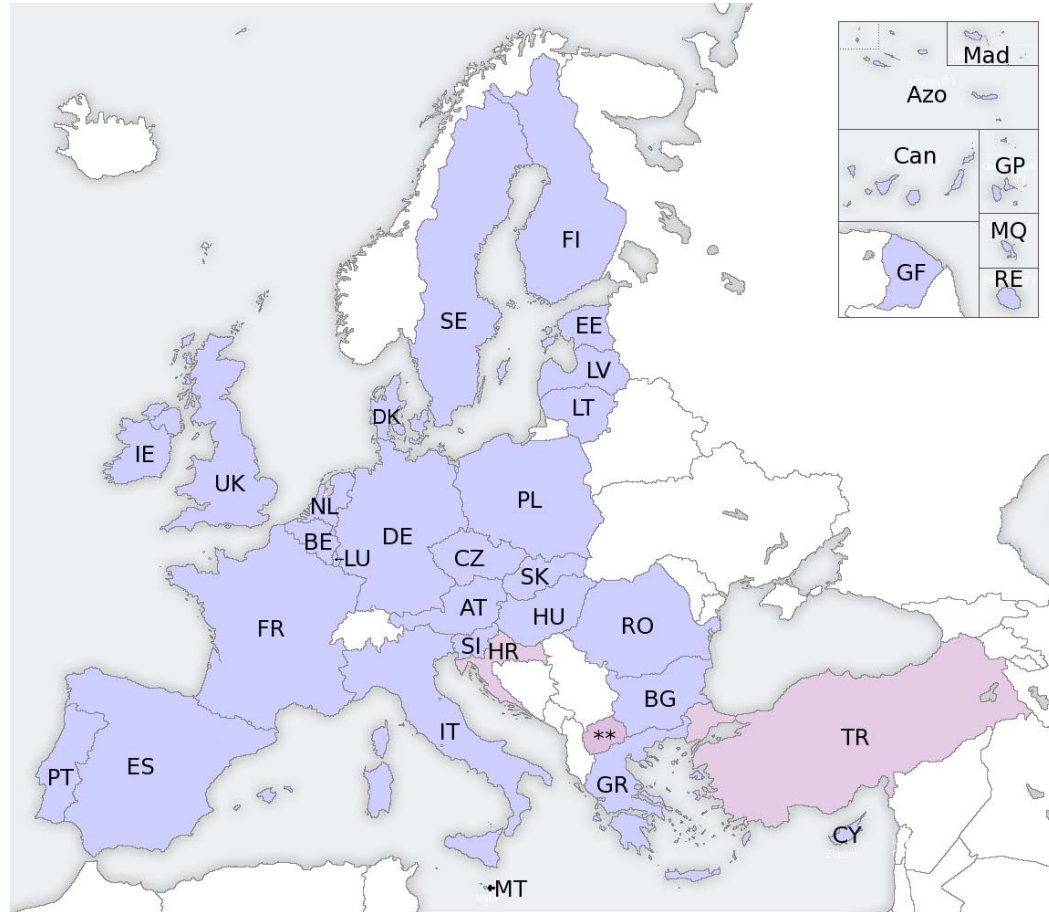 Mad
Azo
Can
GP
MQ
GF
RE
FI
SE
EE
LV
LT
DK
IE
UK
NL
PL
BE
DE
LU
CZ
SK
AT
HU
FR
RO
SI
HR
BG
IT
**
TR
PT
ES
GR
CY
MT